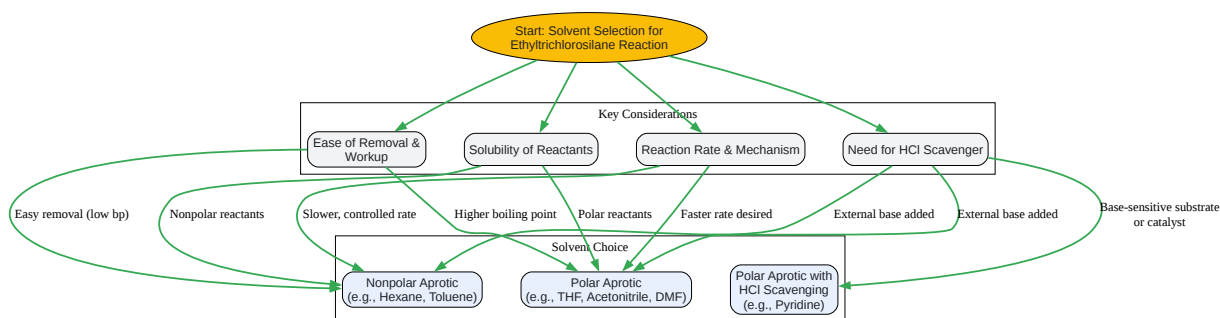 Start: Solvent Selection for
Ethyltrichlorosilane Reaction
Key Considerations
Ease of Removal &
Workup
Solubility of Reactants
Reaction Rate & Mechanism
Need for HCl Scavenger
Easy removal (low bp)
Nonpolar reactants
Slower, controlled rate
Higher boiling point
Polar reactants
Faster rate desired
External base added
External base added
Base-sensitive substrate
or catalyst
Solvent Choice
Nonpolar Aprotic
(e.g., Hexane, Toluene)
Polar Aprotic
(e.g., THF, Acetonitrile, DMF)
Polar Aprotic with
HCl Scavenging
(e.g., Pyridine)